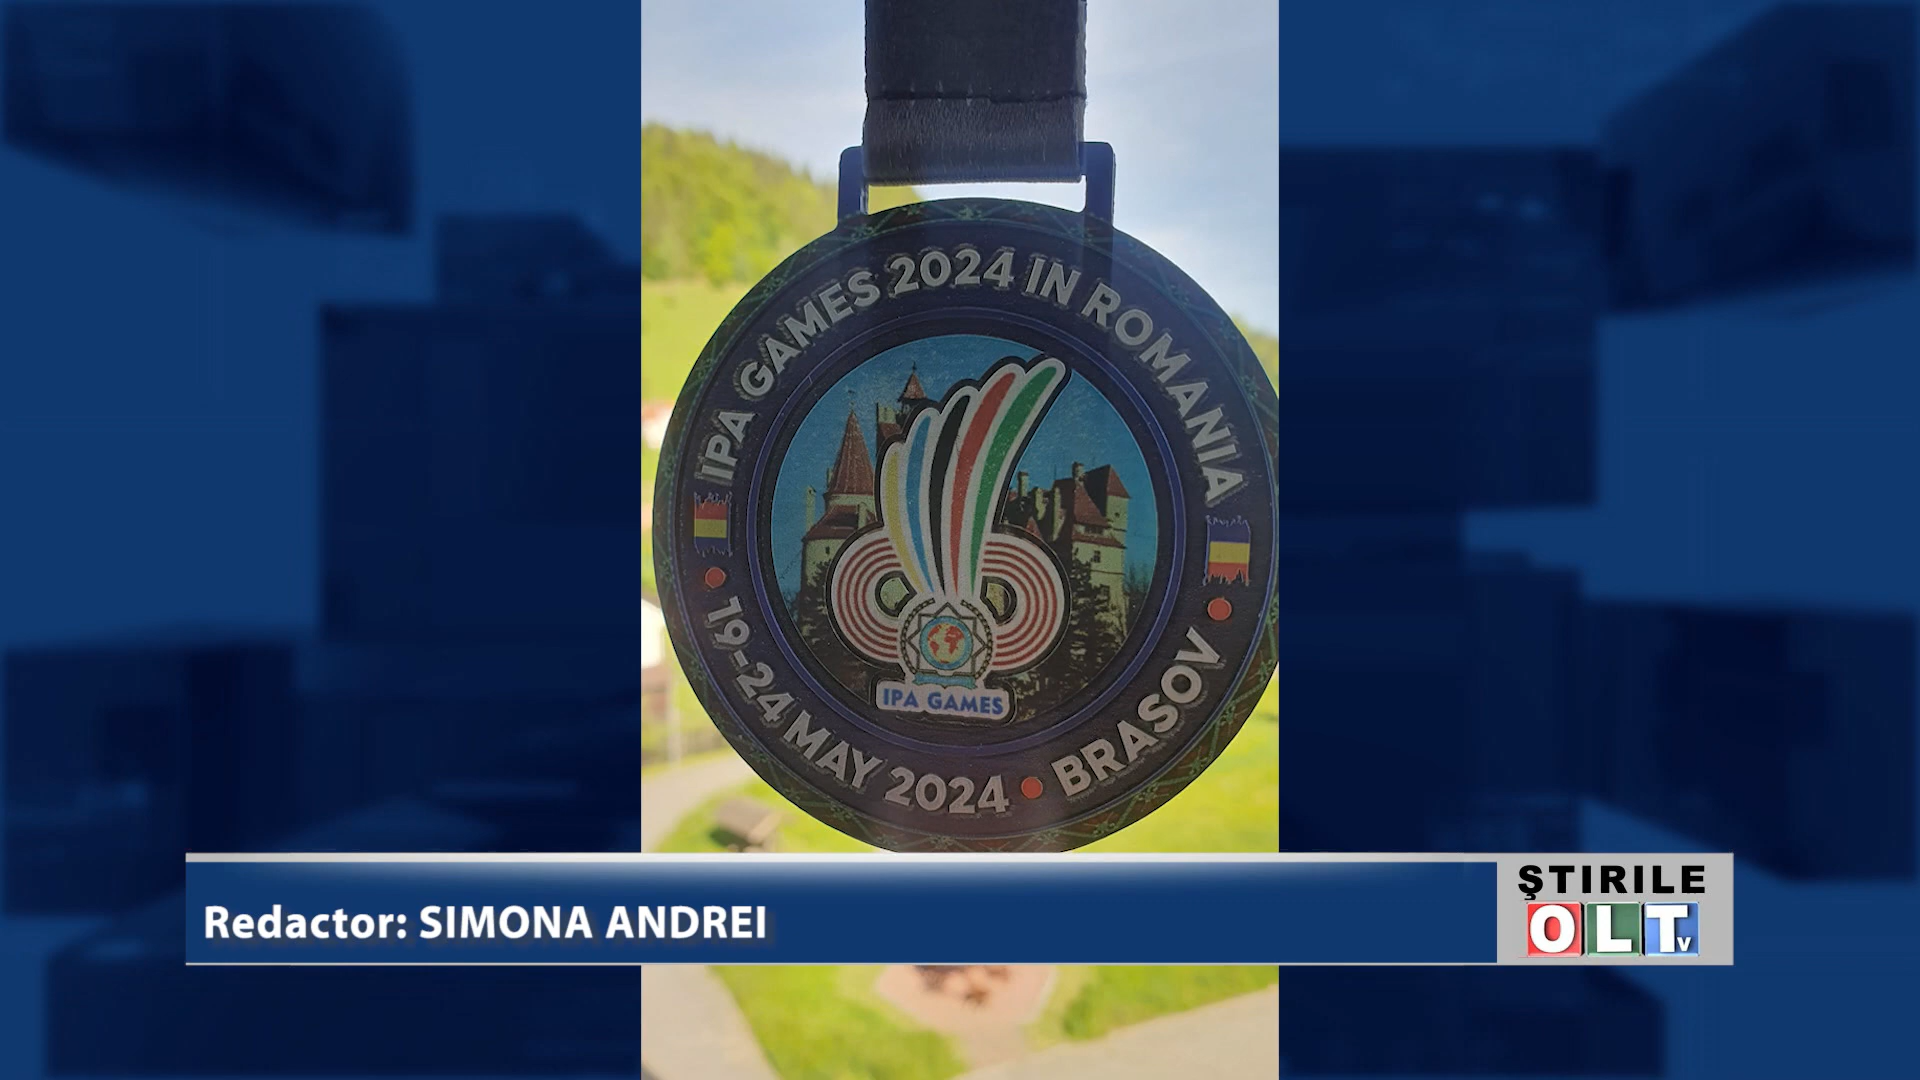 IPA GAMES 2024 IN ROMANIA
19-24 MAY 2024 • BRASOV
IPA GAMES
Redactor: SIMONA ANDREI
ŞTIRILE
OLTv